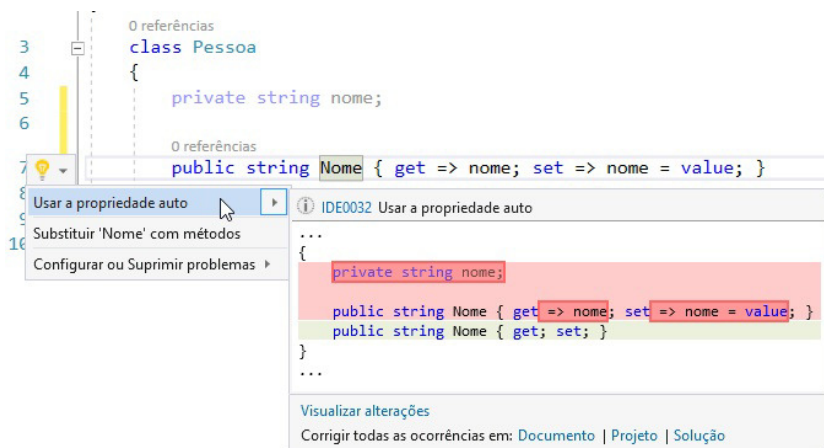 0 referências
3 class Pessoa
4 {
5 private string nome;
6
0 referências
7 public string Nome { get => nome; set => nome = value; }
8
Usar a propriedade auto
9
Substituir 'Nome' com métodos
10
Configurar ou Suprimir problemas
IDE0032 Usar a propriedade auto
...
{
private string nome;
public string Nome { get => nome; set => nome = value; }
public string Nome { get; set; }
}
...
Visualizar alterações
Corrigir todas as ocorrências em: Documento | Projeto | Solução